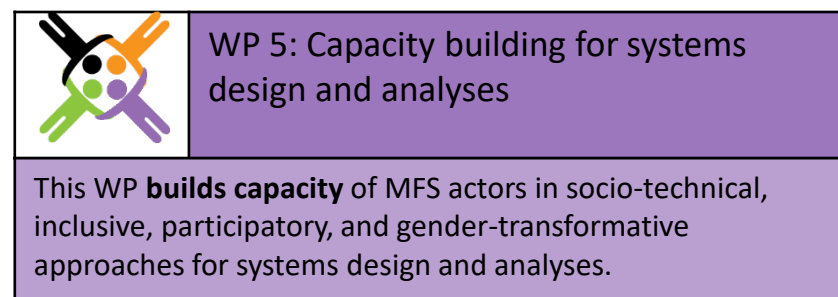 WP 5: Capacity building for systems
design and analyses
This WP builds capacity of MFS actors in socio-technical,
inclusive, participatory, and gender-transformative
approaches for systems design and analyses.